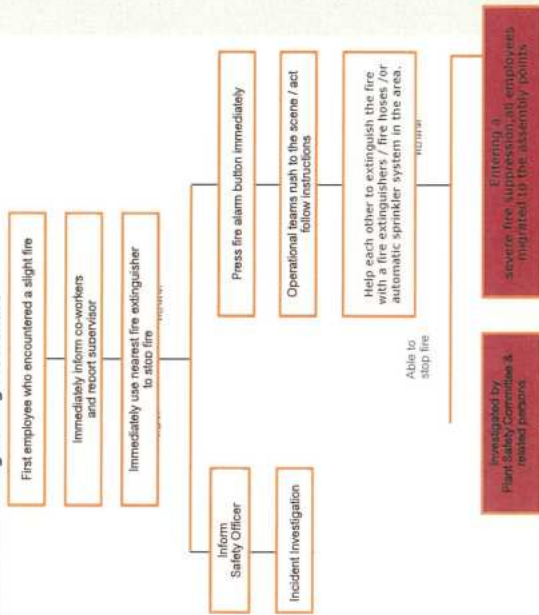 First employee who encountered a slight fire
Immediately inform co-workers
and report supervisor
Immediately use nearest fire extinguisher
to stop fire
Inform
Safety Officer
Incident Investigation
Press fire alarm button immediately
Operational teams rush to the scene / act
follow instructions
Help each other to extinguish the fire
with a fire extinguishers / fire hoses /or
automatic sprinkler system in the area.
Able to
stop fire
Investigated by
Plant Safety Committee &
related persons
Entering a
severe fire suppression,all employees
migrated to the assembly points